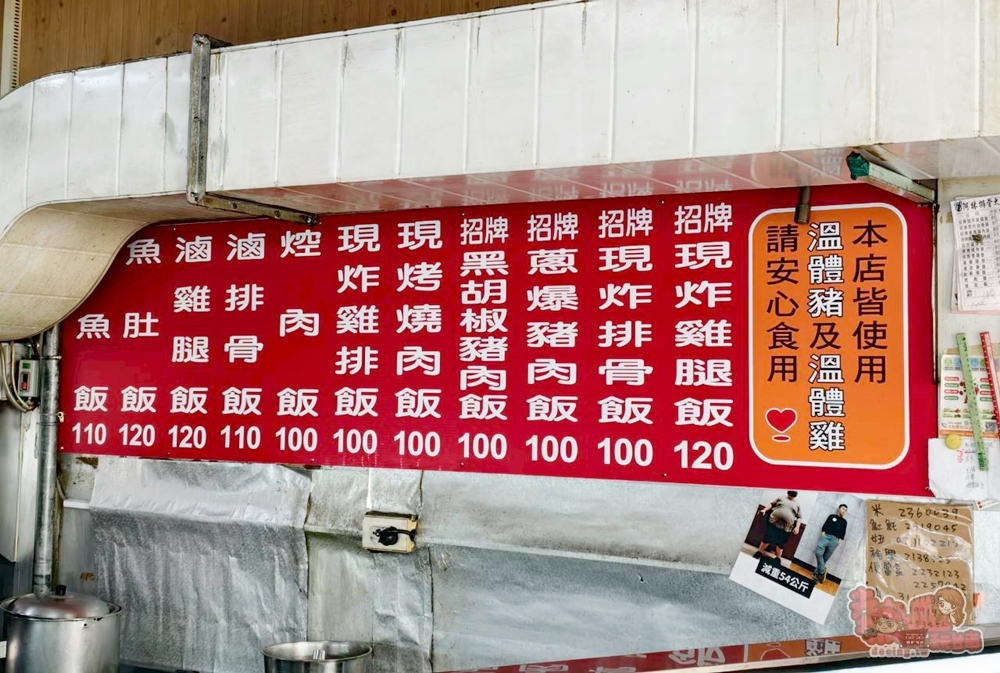 本店皆使用
溫體豬及溫體雞
請安心食用
招牌現炸雞腿飯 120
招牌現炸排骨飯 100
招牌蔥爆豬肉飯 100
招牌黑胡椒豬肉飯 100
現烤燒肉飯 100
現炸雞排飯 100
焢肉飯 100
滷排骨飯 110
滷雞腿飯 120
魚肚飯 120
魚飯 110
減重54公斤
米 2360439